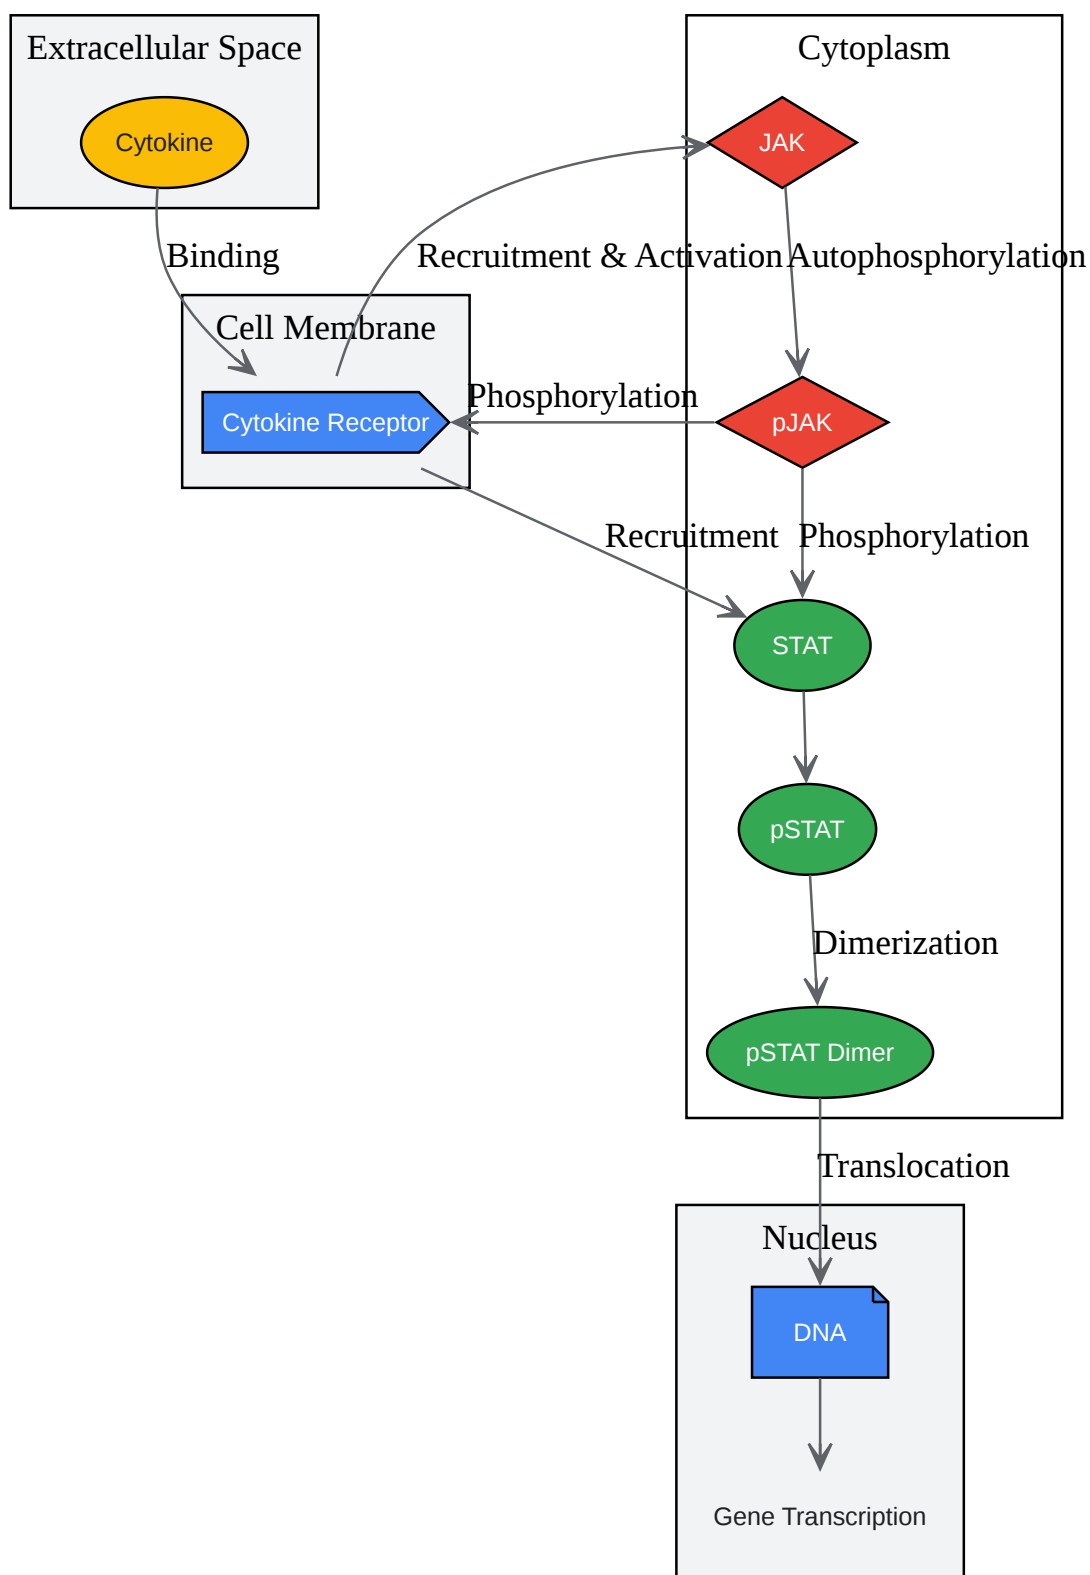 Extracellular Space
Cytoplasm
Cytokine
JAK
Binding
Recruitment & Activation
Autophosphorylation
Cell Membrane
Phosphorylation
Cytokine Receptor
pJAK
Recruitment
Phosphorylation
STAT
pSTAT
Dimerization
pSTAT Dimer
Translocation
Nucleus
DNA
Gene Transcription